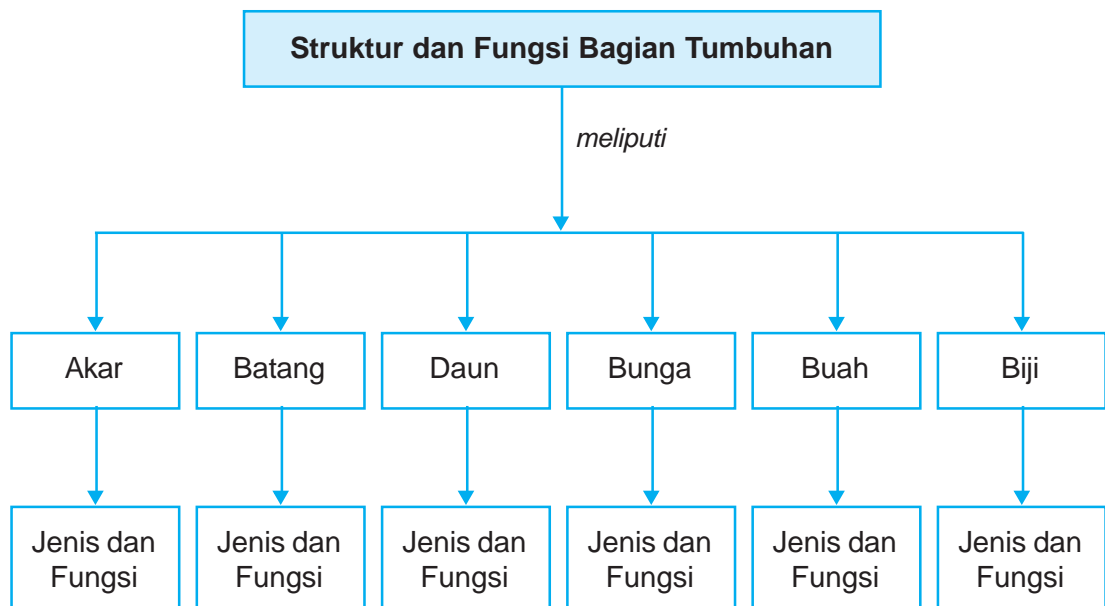 Struktur dan Fungsi Bagian Tumbuhan
meliputi
Akar
Batang
Daun
Bunga
Buah
Biji
Jenis dan
Fungsi
Jenis dan
Fungsi
Jenis dan
Fungsi
Jenis dan
Fungsi
Jenis dan
Fungsi
Jenis dan
Fungsi